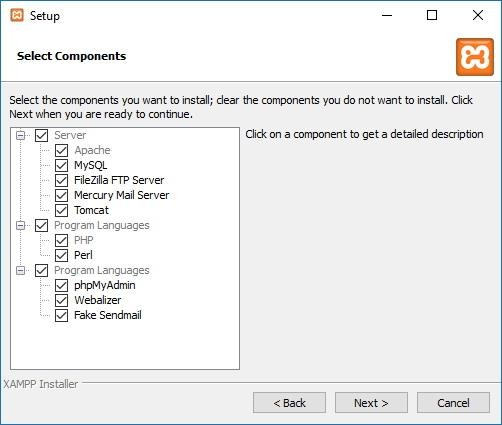 Setup
Select Components
Select the components you want to install; clear the components you do not want to install. Click
Next when you are ready to continue.
Server
Apache
MySQL
FileZilla FTP Server
Mercury Mail Server
Tomcat
Program Languages
PHP
Perl
Program Languages
phpMyAdmin
Webalizer
Fake Sendmail
Click on a component to get a detailed description
XAMPP Installer
< Back
Next >
Cancel